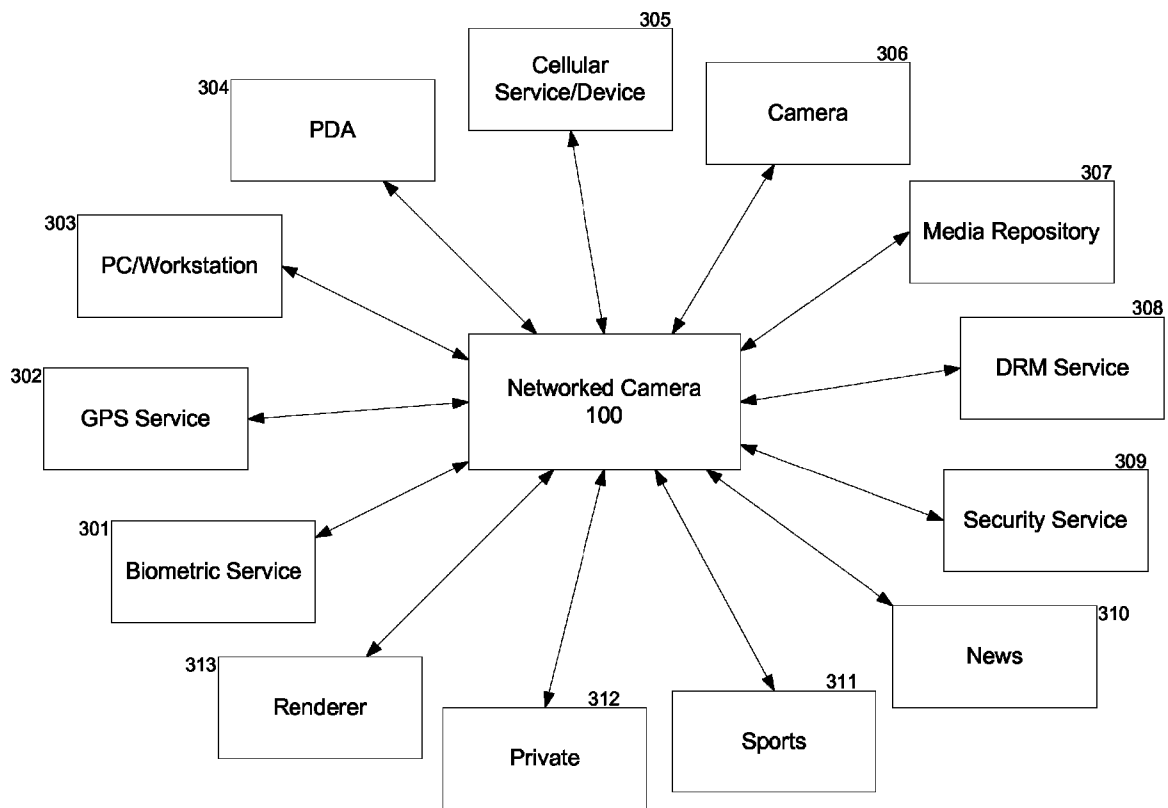 305
Cellular
Service/Device
306
Camera
304
PDA
307
Media Repository
303
PC/Workstation
308
DRM Service
302
GPS Service
Networked Camera
100
309
Security Service
301
Biometric Service
310
News
313
Renderer
312
Private
311
Sports